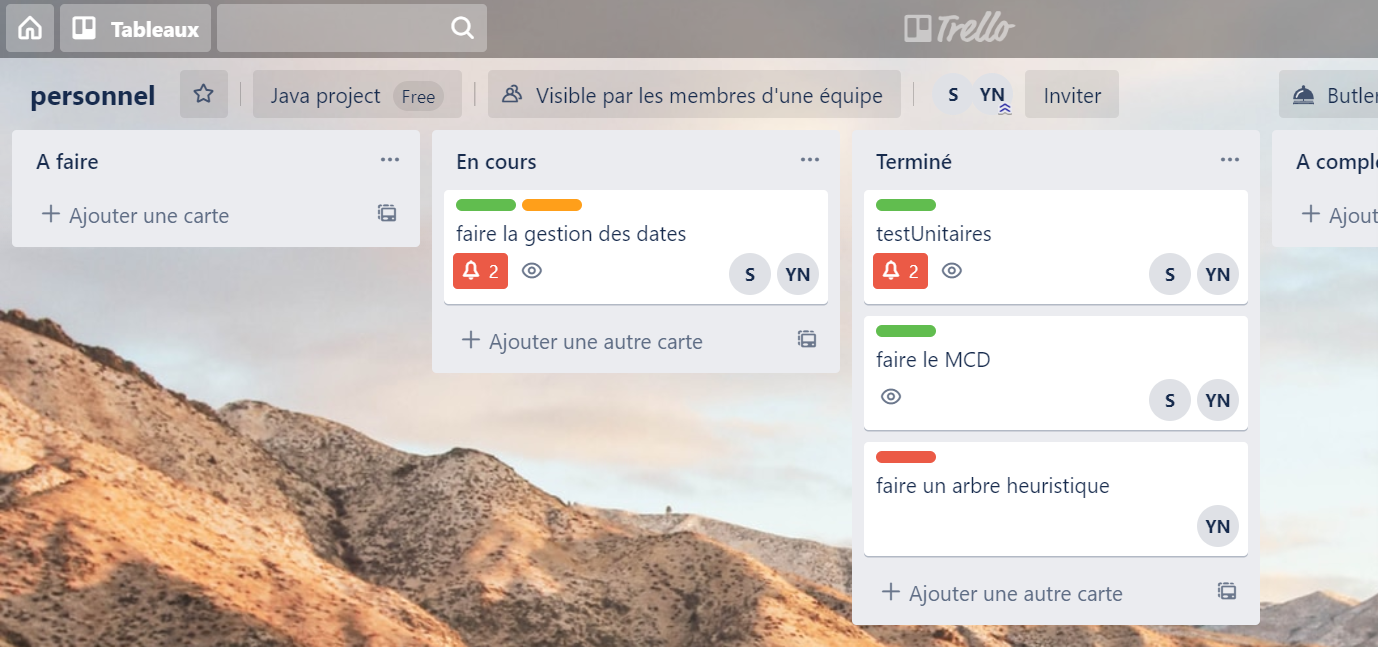 Tableaux
Trello
personnel
Java project Free
Visible par les membres d'une équipe
S YN
Inviter
Butler
A faire
Ajouter une carte
En cours
faire la gestion des dates
2
S YN
Ajouter une autre carte
Terminé
testUnitaires
2
S YN
faire le MCD
S YN
faire un arbre heuristique
YN
Ajouter une autre carte
A